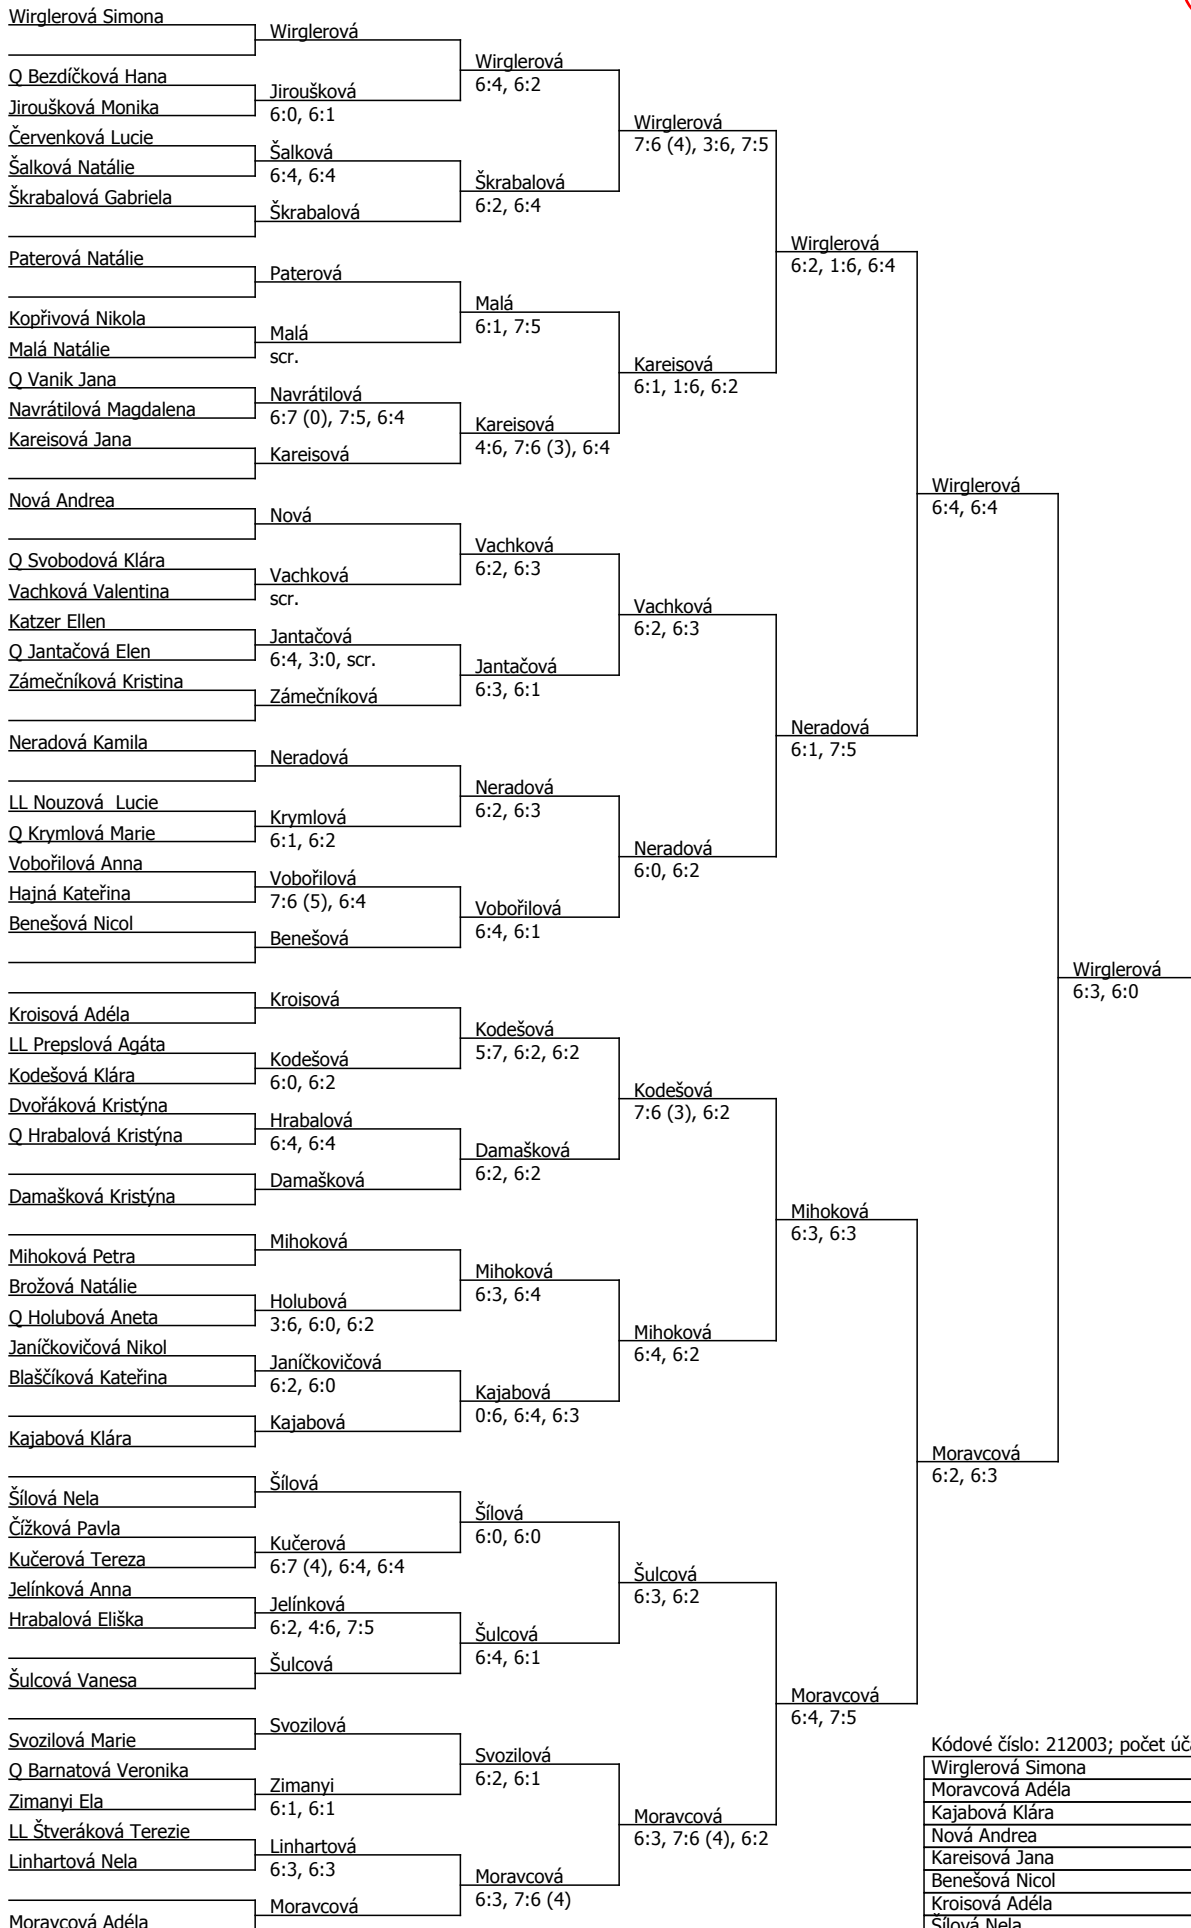 Wirglerová Simona
Q Bezdíčková Hana
Jiroušková Monika
Červenková Lucie
Šalková Natálie
Škrabalová Gabriela
Paterová Natálie
Kopřivová Nikola
Malá Natálie
Q Vanik Jana
Navrátilová Magdalena
Kareisová Jana
Nová Andrea
Q Svobodová Klára
Vachková Valentina
Katzer Ellen
Q Jantačová Elen
Zámečníková Kristina
Neradová Kamila
LL Nouzová  Lucie
Q Krymlová Marie
Vobořilová Anna
Hajná Kateřina
Benešová Nicol
Kroisová Adéla
LL Prepslová Agáta
Kodešová Klára
Dvořáková Kristýna
Q Hrabalová Kristýna
Damašková Kristýna
Mihoková Petra
Brožová Natálie
Q Holubová Aneta
Janíčkovičová Nikol
Blaščíková Kateřina
Kajabová Klára
Šílová Nela
Čížková Pavla
Kučerová Tereza
Jelínková Anna
Hrabalová Eliška
Šulcová Vanesa
Svozilová Marie
Q Barnatová Veronika
Zimanyi Ela
LL Štveráková Terezie
Linhartová Nela
Moravcová Adéla
Wirglerová
Jiroušková
6:0, 6:1
Šalková
6:4, 6:4
Škrabalová
Paterová
Malá
scr.
Navrátilová
6:7 (0), 7:5, 6:4
Kareisová
Nová
Vachková
scr.
Jantačová
6:4, 3:0, scr.
Zámečníková
Neradová
Krymlová
6:1, 6:2
Vobořilová
7:6 (5), 6:4
Benešová
Kroisová
Kodešová
6:0, 6:2
Hrabalová
6:4, 6:4
Damašková
Mihoková
Holubová
3:6, 6:0, 6:2
Janíčkovičová
6:2, 6:0
Kajabová
Šílová
Kučerová
6:7 (4), 6:4, 6:4
Jelínková
6:2, 4:6, 7:5
Šulcová
Svozilová
Zimanyi
6:1, 6:1
Linhartová
6:3, 6:3
Moravcová
Wirglerová
6:4, 6:2
Škrabalová
6:2, 6:4
Malá
6:1, 7:5
Kareisová
4:6, 7:6 (3), 6:4
Vachková
6:2, 6:3
Jantačová
6:3, 6:1
Neradová
6:2, 6:3
Vobořilová
6:4, 6:1
Kodešová
5:7, 6:2, 6:2
Damašková
6:2, 6:2
Mihoková
6:3, 6:4
Kajabová
0:6, 6:4, 6:3
Šílová
6:0, 6:0
Šulcová
6:4, 6:1
Svozilová
6:2, 6:1
Moravcová
6:3, 7:6 (4)
Wirglerová
7:6 (4), 3:6, 7:5
Kareisová
6:1, 1:6, 6:2
Vachková
6:2, 6:3
Neradová
6:0, 6:2
Kodešová
7:6 (3), 6:2
Mihoková
6:4, 6:2
Šulcová
6:3, 6:2
Moravcová
6:3, 7:6 (4), 6:2
Wirglerová
6:2, 1:6, 6:4
Neradová
6:1, 7:5
Mihoková
6:3, 6:3
Moravcová
6:4, 7:5
Wirglerová
6:4, 6:4
Moravcová
6:2, 6:3
Wirglerová
6:3, 6:0
Kódové číslo: 212003; počet úč
Wirglerová Simona
Moravcová Adéla
Kajabová Klára
Nová Andrea
Kareisová Jana
Benešová Nicol
Kroisová Adéla
Šílová Nela